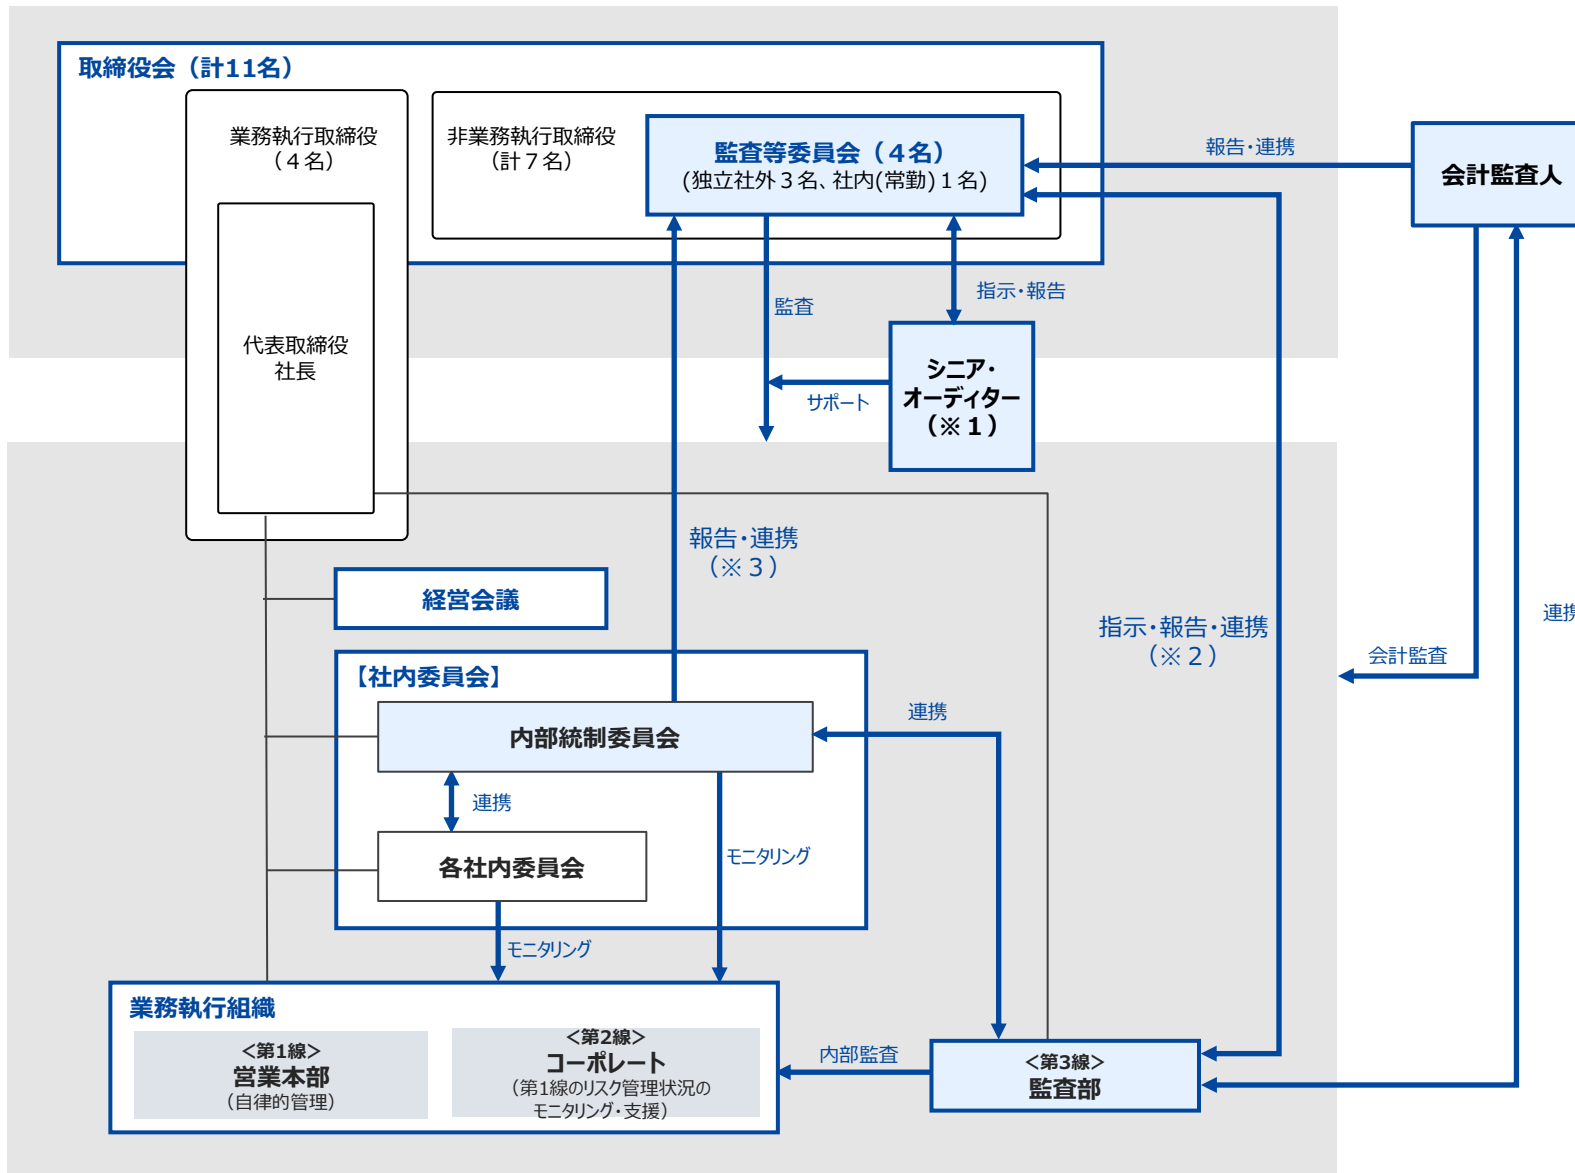 取締役会（計11名）
業務執行取締役
（４名）
非業務執行取締役
（計７名）
監査等委員会（４名）
(独立社外３名、社内(常勤)１名)
報告・連携
会計監査人
代表取締役
社長
監査
指示・報告
サポート
シニア・
オーディター
（※１）
報告・連携
（※３）
経営会議
指示・報告・連携
（※２）
連携
会計監査
【社内委員会】
内部統制委員会
連携
連携
各社内委員会
モニタリング
モニタリング
業務執行組織
<第1線>
営業本部
（自律的管理）
<第2線>
コーポレート
（第1線のリスク管理状況の
モニタリング・支援）
内部監査
<第3線>
監査部